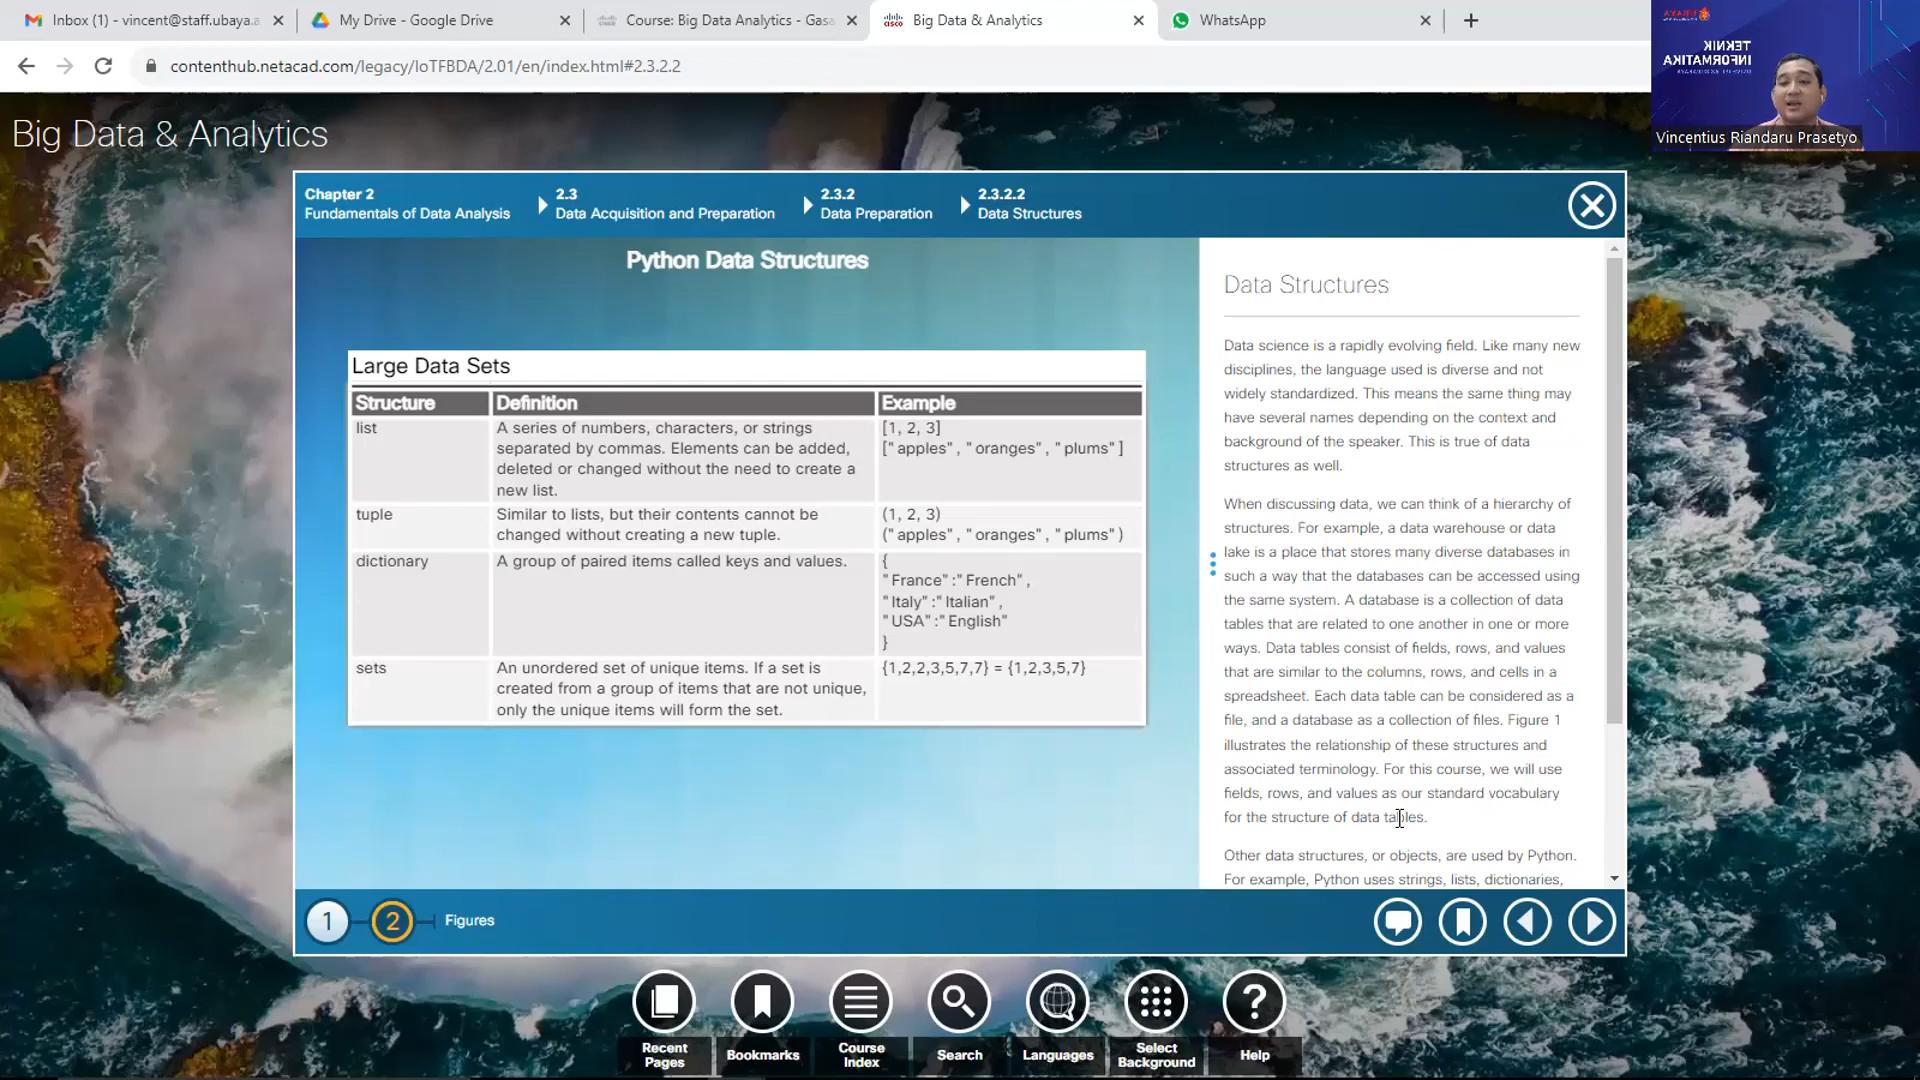 Inbox (1) - vincent@staff.ubaya.a
My Drive - Google Drive
Course: Big Data Analytics - Gasa
Big Data & Analytics
WhatsApp
contenthub.netacad.com/legacy/IoTFBDA/2.01/en/index.html#2.3.2.2
TEKNIK
INFORMATIKA
Vincentius Riandaru Prasetyo
Big Data & Analytics
Chapter 2
Fundamentals of Data Analysis
2.3
Data Acquisition and Preparation
2.3.2
Data Preparation
2.3.2.2
Data Structures
Python Data Structures
Large Data Sets
Structure Definition Example
list
A series of numbers, characters, or strings
separated by commas. Elements can be added,
deleted or changed without the need to create a
new list.
[1, 2, 3]
["apples", "oranges", "plums"]
tuple
Similar to lists, but their contents cannot be
changed without creating a new tuple.
(1, 2, 3)
("apples", "oranges", "plums")
dictionary
A group of paired items called keys and values.
{
"France":"French",
"Italy":"Italian",
"USA":"English"
}
sets
An unordered set of unique items. If a set is
created from a group of items that are not unique,
only the unique items will form the set.
{1,2,2,3,5,7,7} = {1,2,3,5,7}
Data Structures
Data science is a rapidly evolving field. Like many new
disciplines, the language used is diverse and not
widely standardized. This means the same thing may
have several names depending on the context and
background of the speaker. This is true of data
structures as well.
When discussing data, we can think of a hierarchy of
structures. For example, a data warehouse or data
lake is a place that stores many diverse databases in
such a way that the databases can be accessed using
the same system. A database is a collection of data
tables that are related to one another in one or more
ways. Data tables consist of fields, rows, and values
that are similar to the columns, rows, and cells in a
spreadsheet. Each data table can be considered as a
file, and a database as a collection of files. Figure 1
illustrates the relationship of these structures and
associated terminology. For this course, we will use
fields, rows, and values as our standard vocabulary
for the structure of data tables.
Other data structures, or objects, are used by Python.
For example, Python uses strings, lists, dictionaries,
1
2
Figures
Recent
Pages
Bookmarks
Course
Index
Search
Languages
Select
Background
Help